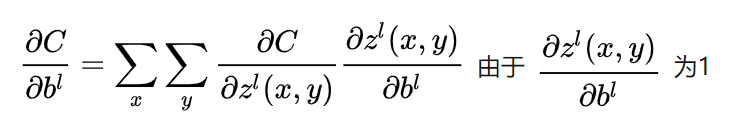 ∂C/∂b^l = ∑_x ∑_y ∂C/∂z^l(x, y) ∂z^l(x, y)/∂b^l 由于 ∂z^l(x, y)/∂b^l 为1